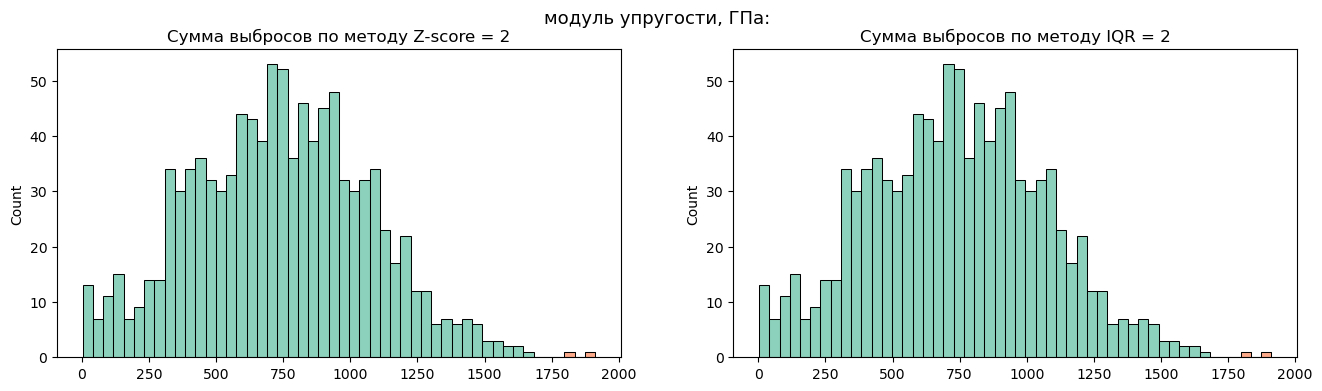 модуль упругости, ГПа:
Сумма выбросов по методу Z-score = 2
Count
50
40
30
20
10
0
0 250 500 750 1000 1250 1500 1750 2000
Сумма выбросов по методу IQR = 2
Count
50
40
30
20
10
0
0 250 500 750 1000 1250 1500 1750 2000